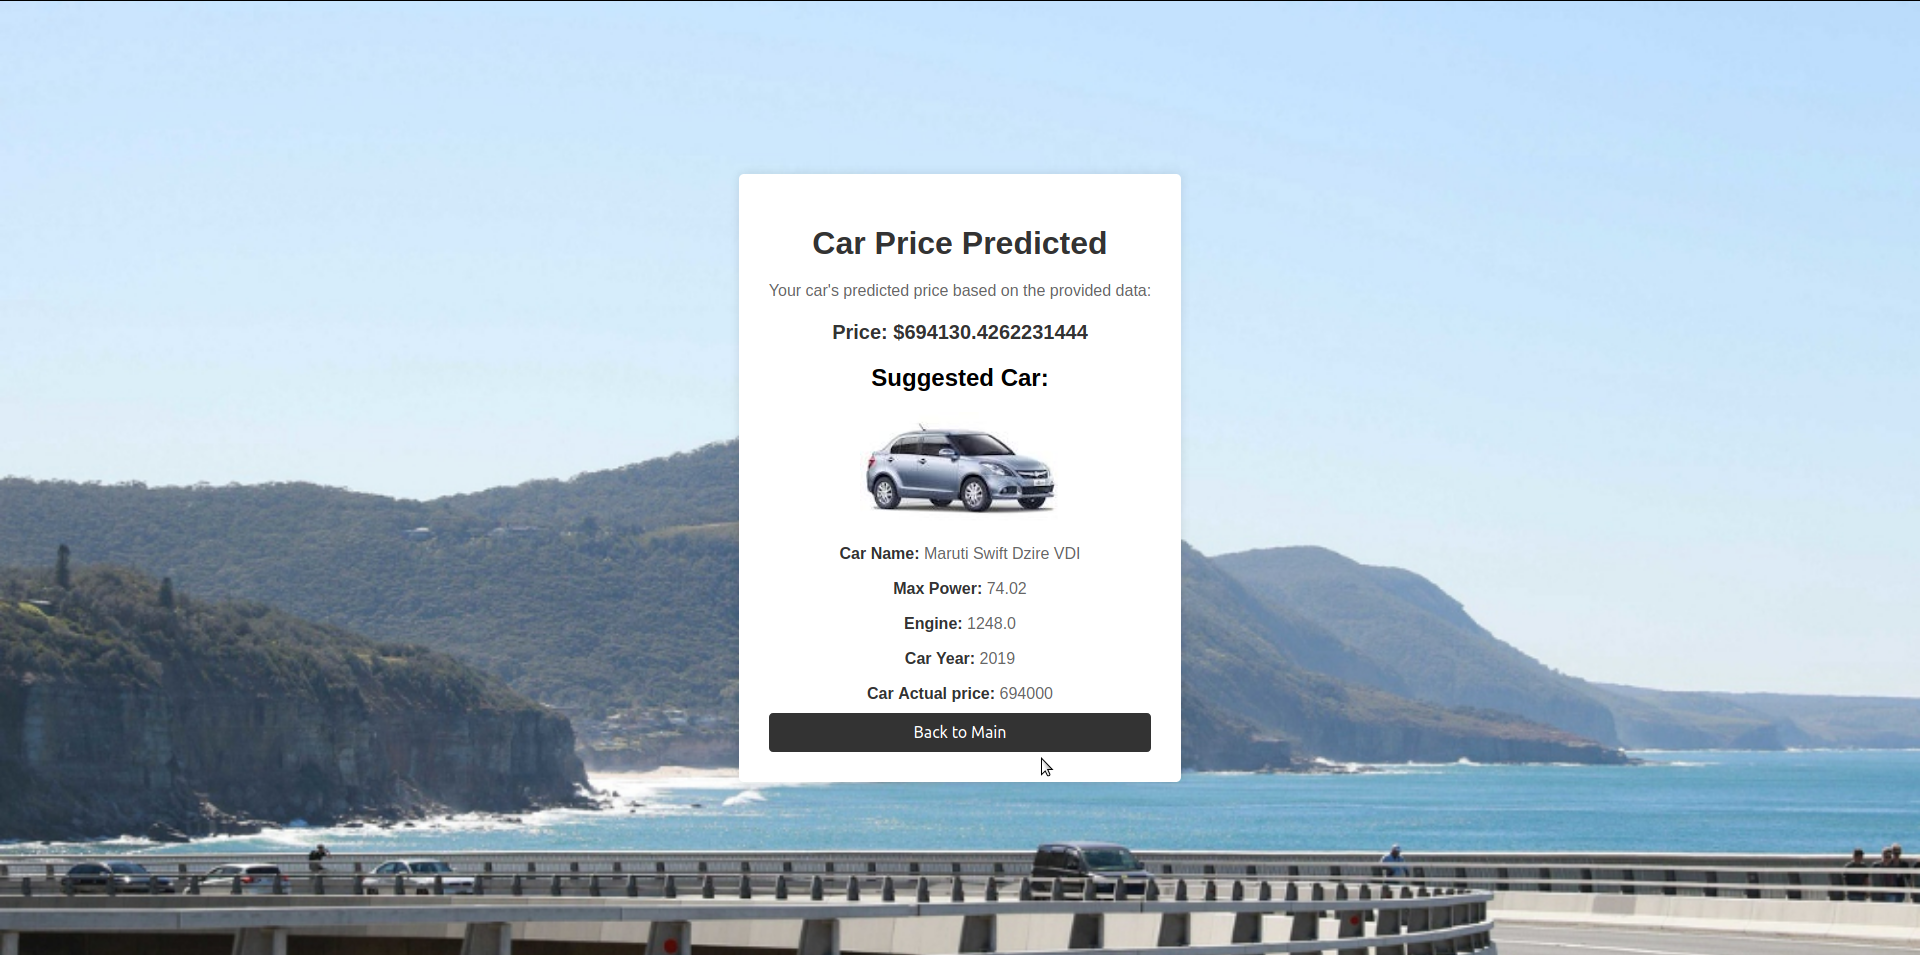 Car Price Predicted
Your car's predicted price based on the provided data:
Price: $694130.4262231444
Suggested Car:
Car Name: Maruti Swift Dzire VDI
Max Power: 74.02
Engine: 1248.0
Car Year: 2019
Car Actual price: 694000
Back to Main